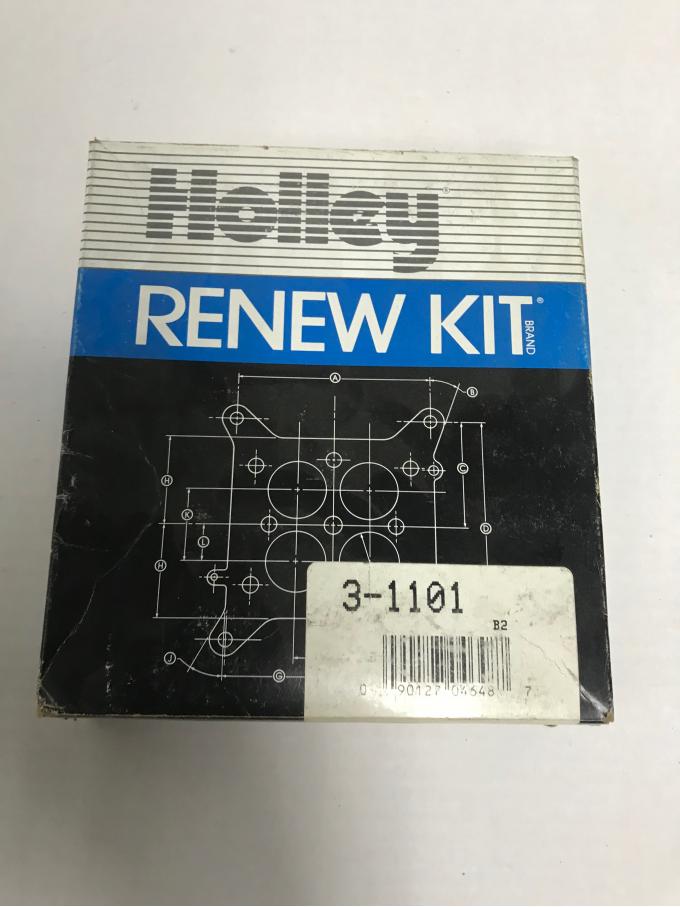 Holley®
RENEW KIT®
BRAND
A
B
H
C
K
D
L
H
3-1101
B2
J
G
0 90127 04648 7